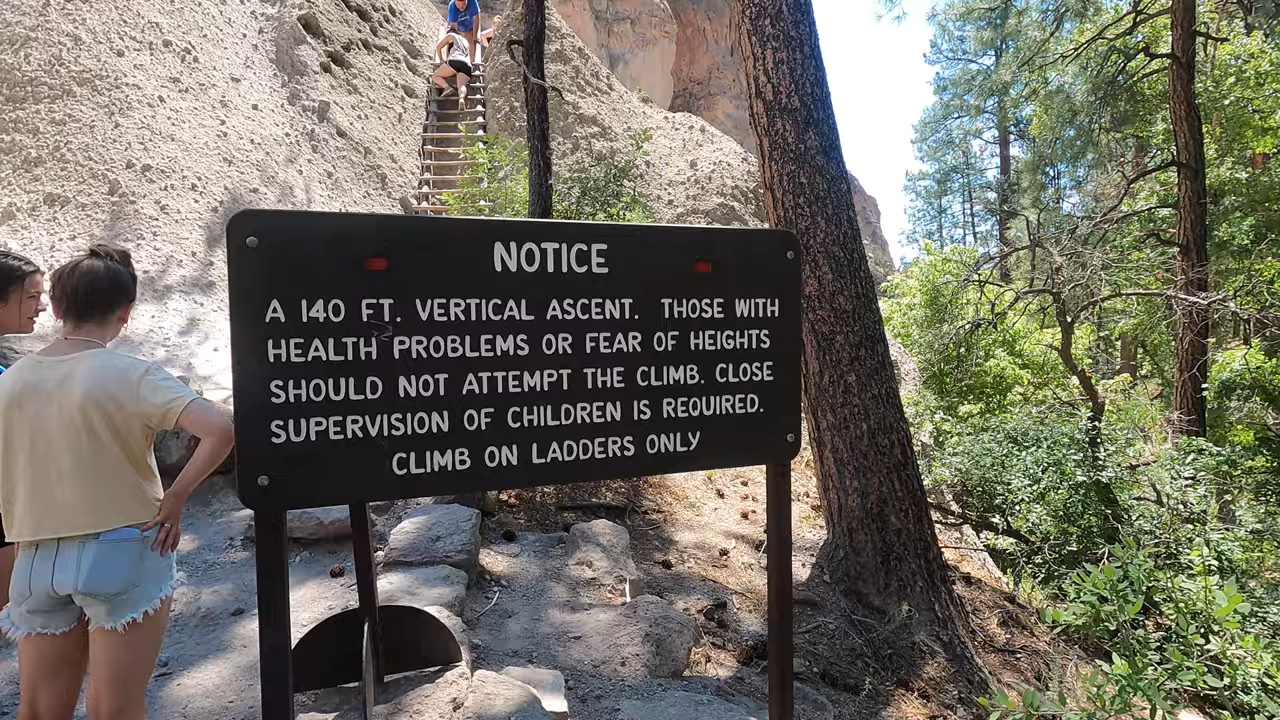 NOTICE
A 140 FT. VERTICAL ASCENT. THOSE WITH
HEALTH PROBLEMS OR FEAR OF HEIGHTS
SHOULD NOT ATTEMPT THE CLIMB. CLOSE
SUPERVISION OF CHILDREN IS REQUIRED.
CLIMB ON LADDERS ONLY